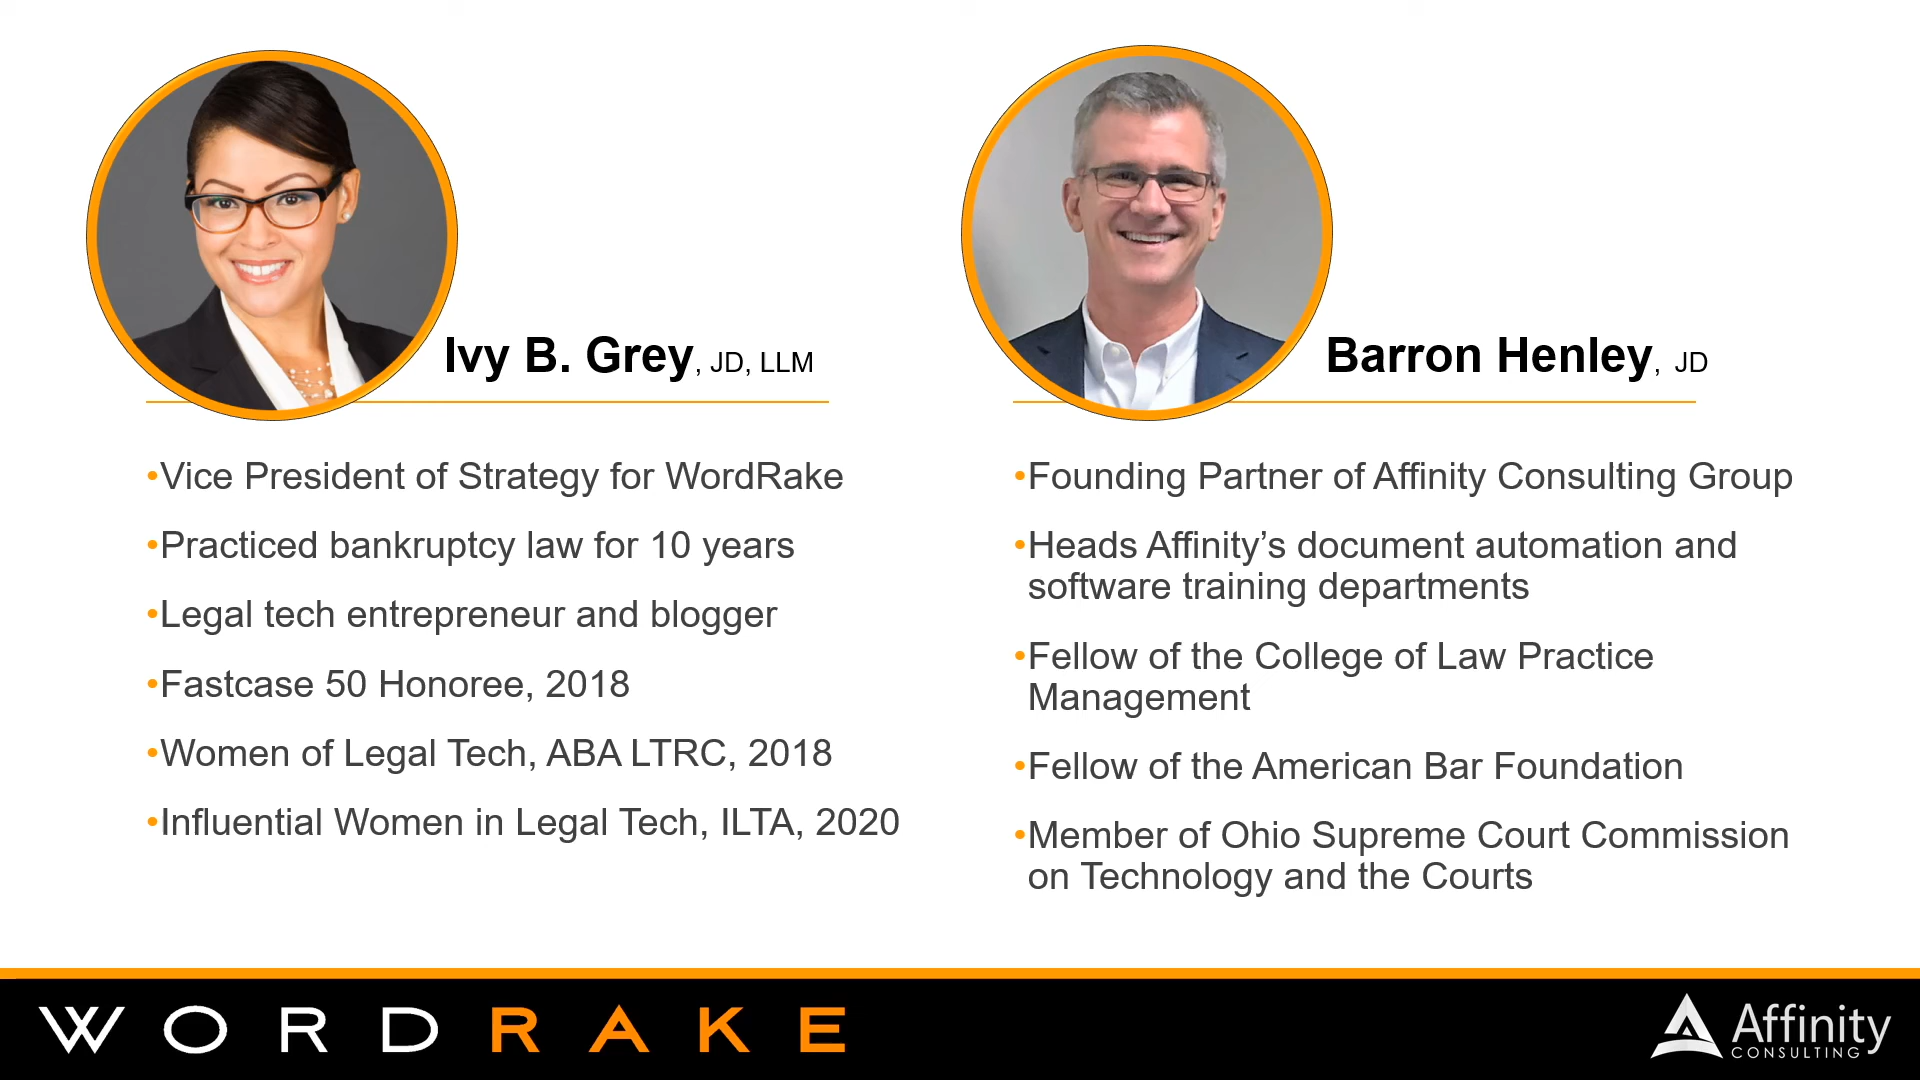 Ivy B. Grey, JD, LLM
•Vice President of Strategy for WordRake
•Practiced bankruptcy law for 10 years
•Legal tech entrepreneur and blogger
•Fastcase 50 Honoree, 2018
•Women of Legal Tech, ABA LTRC, 2018
•Influential Women in Legal Tech, ILTA, 2020
Barron Henley, JD
•Founding Partner of Affinity Consulting Group
•Heads Affinity’s document automation and
software training departments
•Fellow of the College of Law Practice
Management
•Fellow of the American Bar Foundation
•Member of Ohio Supreme Court Commission
on Technology and the Courts
WORDRAKE
Affinity
CONSULTING